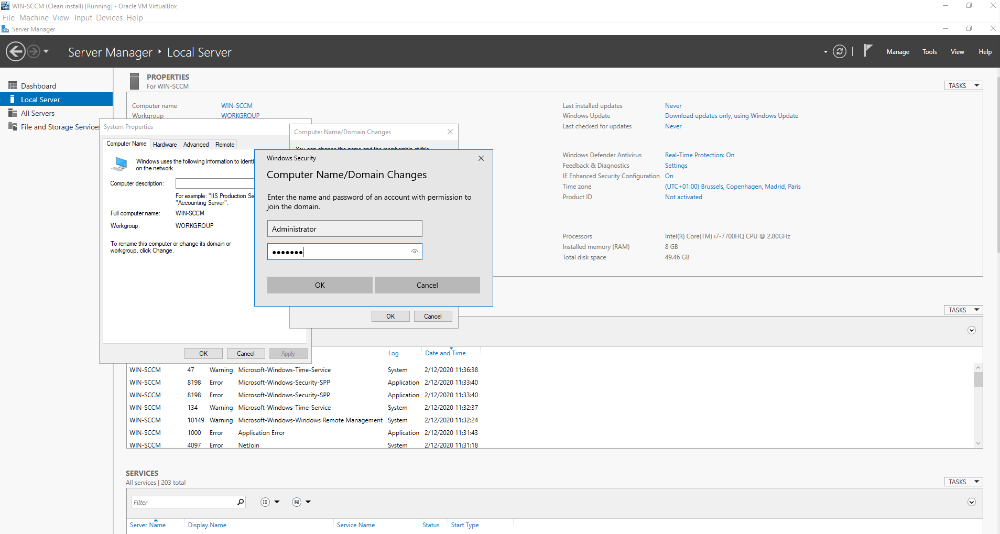 WIN-SCCM (Clean install) [Running] - Oracle VM VirtualBox
File Machine View Input Devices Help
Server Manager
Server Manager Local Server
Manage Tools View Help
Dashboard
Local Server
All Servers
File and Storage Services
PROPERTIES
For WIN-SCCM
TASKS
Computer name WIN-SCCM
Workgroup WORKGROUP
Last installed updates Never
Windows Update Download updates only, using Windows Update
Last checked for updates Never
Windows Defender Antivirus Real-Time Protection: On
Feedback & Diagnostics Settings
IE Enhanced Security Configuration On
Time zone (UTC+01:00) Brussels, Copenhagen, Madrid, Paris
Product ID Not activated
Processors Intel(R) Core(TM) i7-7700HQ CPU @ 2.80GHz
Installed memory (RAM) 8 GB
Total disk space 49.46 GB
System Properties
Computer Name Hardware Advanced Remote
Windows uses the following information to
on the network.
Computer description:
For example: "IIS Production
"Accounting Server".
Full computer name: WIN-SCCM
Workgroup: WORKGROUP
To rename this computer or change its domain or
workgroup, click Change.
OK Cancel Apply
Computer Name/Domain Changes
You can change the name and the membership of this
OK Cancel
Windows Security
Computer Name/Domain Changes
Enter the name and password of an account with permission to
join the domain.
Administrator
●●●●●●●
OK Cancel
TASKS
Log Date and Time
WIN-SCCM 47 Warning Microsoft-Windows-Time-Service System 2/12/2020 11:36:38
WIN-SCCM 8198 Error Microsoft-Windows-Security-SPP Application 2/12/2020 11:33:40
WIN-SCCM 8198 Error Microsoft-Windows-Security-SPP Application 2/12/2020 11:33:40
WIN-SCCM 134 Warning Microsoft-Windows-Time-Service System 2/12/2020 11:32:37
WIN-SCCM 10149 Warning Microsoft-Windows-Windows Remote Management System 2/12/2020 11:32:24
WIN-SCCM 1000 Error Application Error Application 2/12/2020 11:31:43
WIN-SCCM 4097 Error NetJoin System 2/12/2020 11:31:18
SERVICES
All services | 203 total
TASKS
Filter
Server Name Display Name Service Name Status Start Type